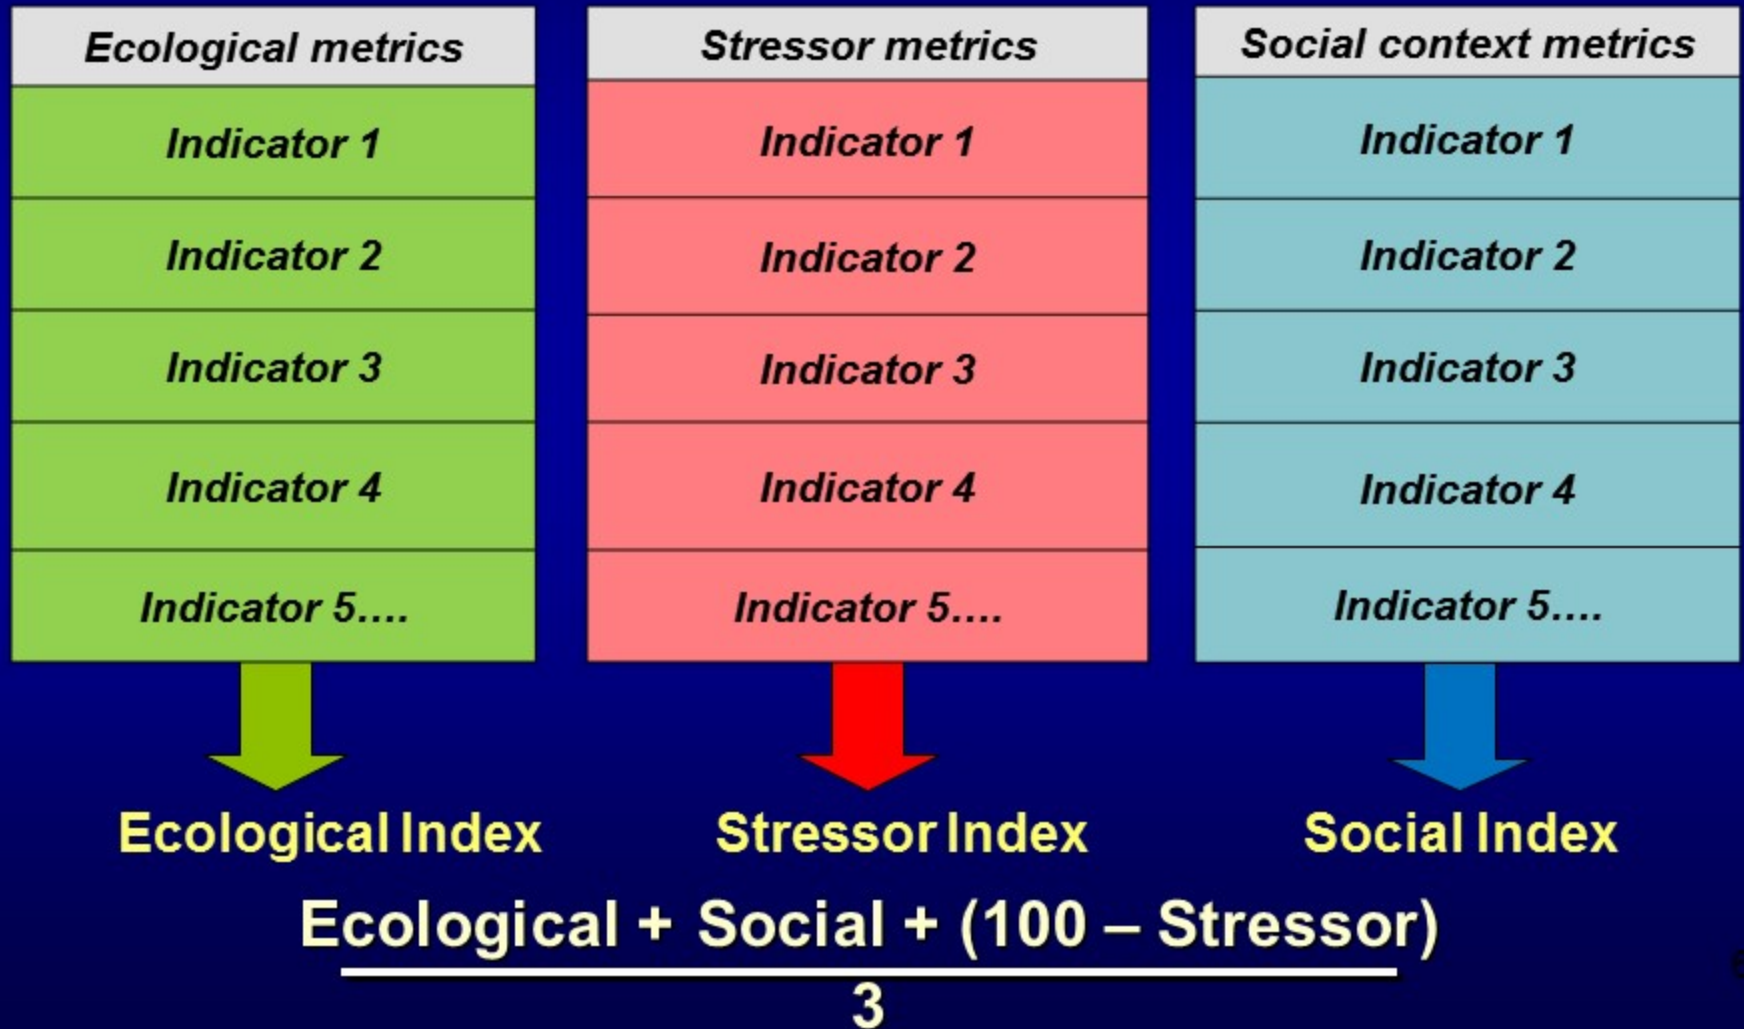 Ecological metrics
Indicator 1
Indicator 2
Indicator 3
Indicator 4
Indicator 5....
Stressor metrics
Indicator 1
Indicator 2
Indicator 3
Indicator 4
Indicator 5....
Social context metrics
Indicator 1
Indicator 2
Indicator 3
Indicator 4
Indicator 5....
Ecological Index
Stressor Index
Social Index
Ecological + Social + (100 – Stressor)
3